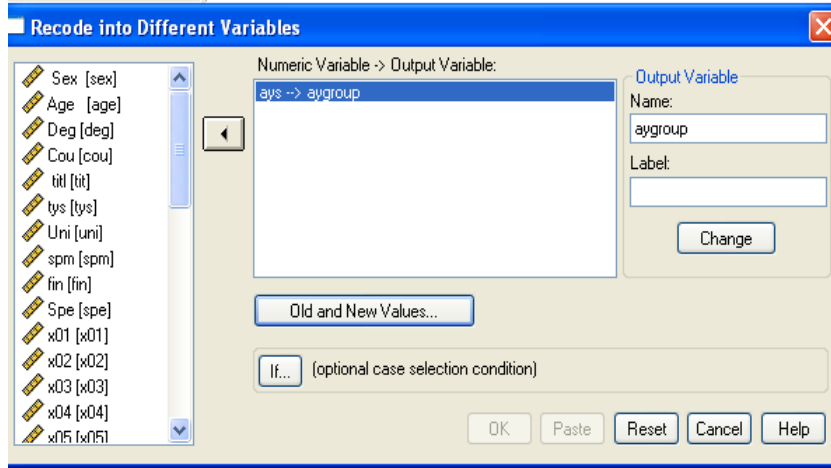 Recode into Different Variables
Sex [sex]
Age [age]
Deg [deg]
Cou [cou]
titl [tit]
tys [tys]
Uni [uni]
spm [spm]
fin [fin]
Spe [spe]
x01 [x01]
x02 [x02]
x03 [x03]
x04 [x04]
x05 [x05]
Numeric Variable -> Output Variable:
ays --> aygroup
Output Variable
Name:
aygroup
Label:
Change
Old and New Values...
If... (optional case selection condition)
OK Paste Reset Cancel Help